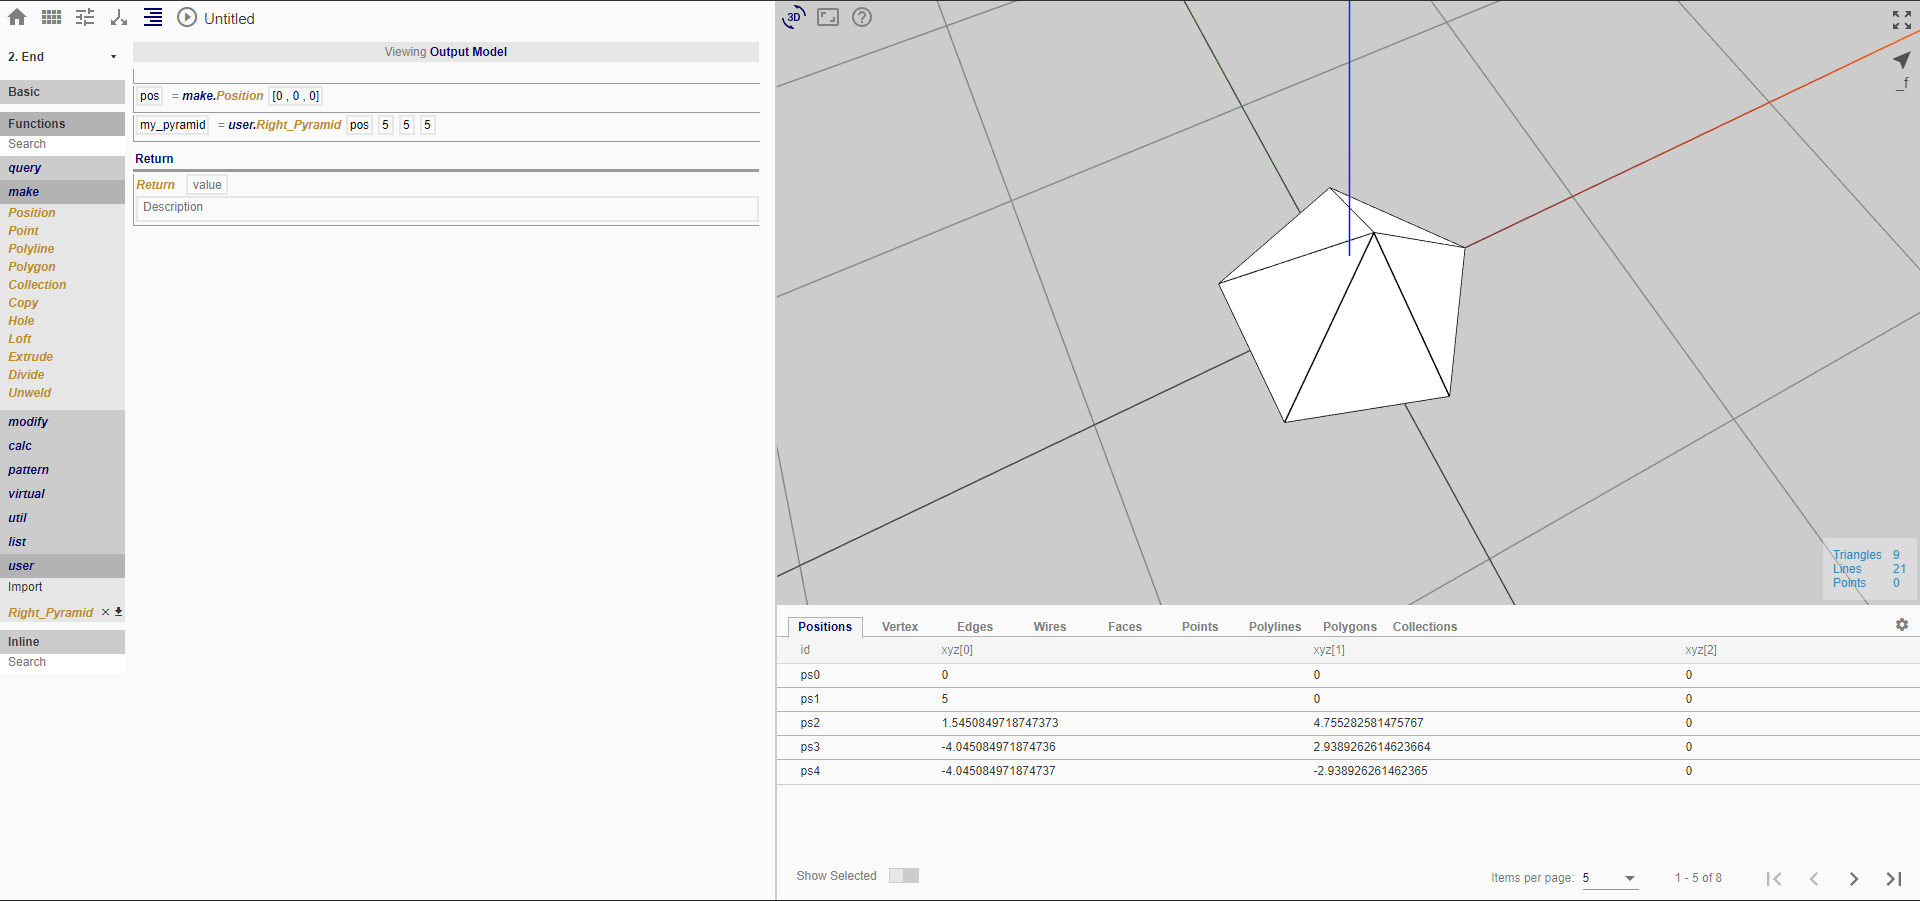 Untitled
2. End
Basic
Functions
Search
query
make
Position
Point
Polyline
Polygon
Collection
Copy
Hole
Loft
Extrude
Divide
Unweld
modify
calc
pattern
virtual
util
list
user
Import
Right_Pyramid
Inline
Search
Viewing Output Model
pos = make.Position [0 , 0 , 0]
my_pyramid = user.Right_Pyramid pos 5 5 5
Return
Return value
Description
3D
_f
Triangles 9
Lines 21
Points 0
Positions Vertex Edges Wires Faces Points Polylines Polygons Collections
id xyz[0] xyz[1] xyz[2]
ps0 0 0 0
ps1 5 0 0
ps2 1.5450849718747373 4.755282581475767 0
ps3 -4.045084971874736 2.9389262614623664 0
ps4 -4.045084971874737 -2.938926261462365 0
Show Selected
Items per page: 5 1 - 5 of 8